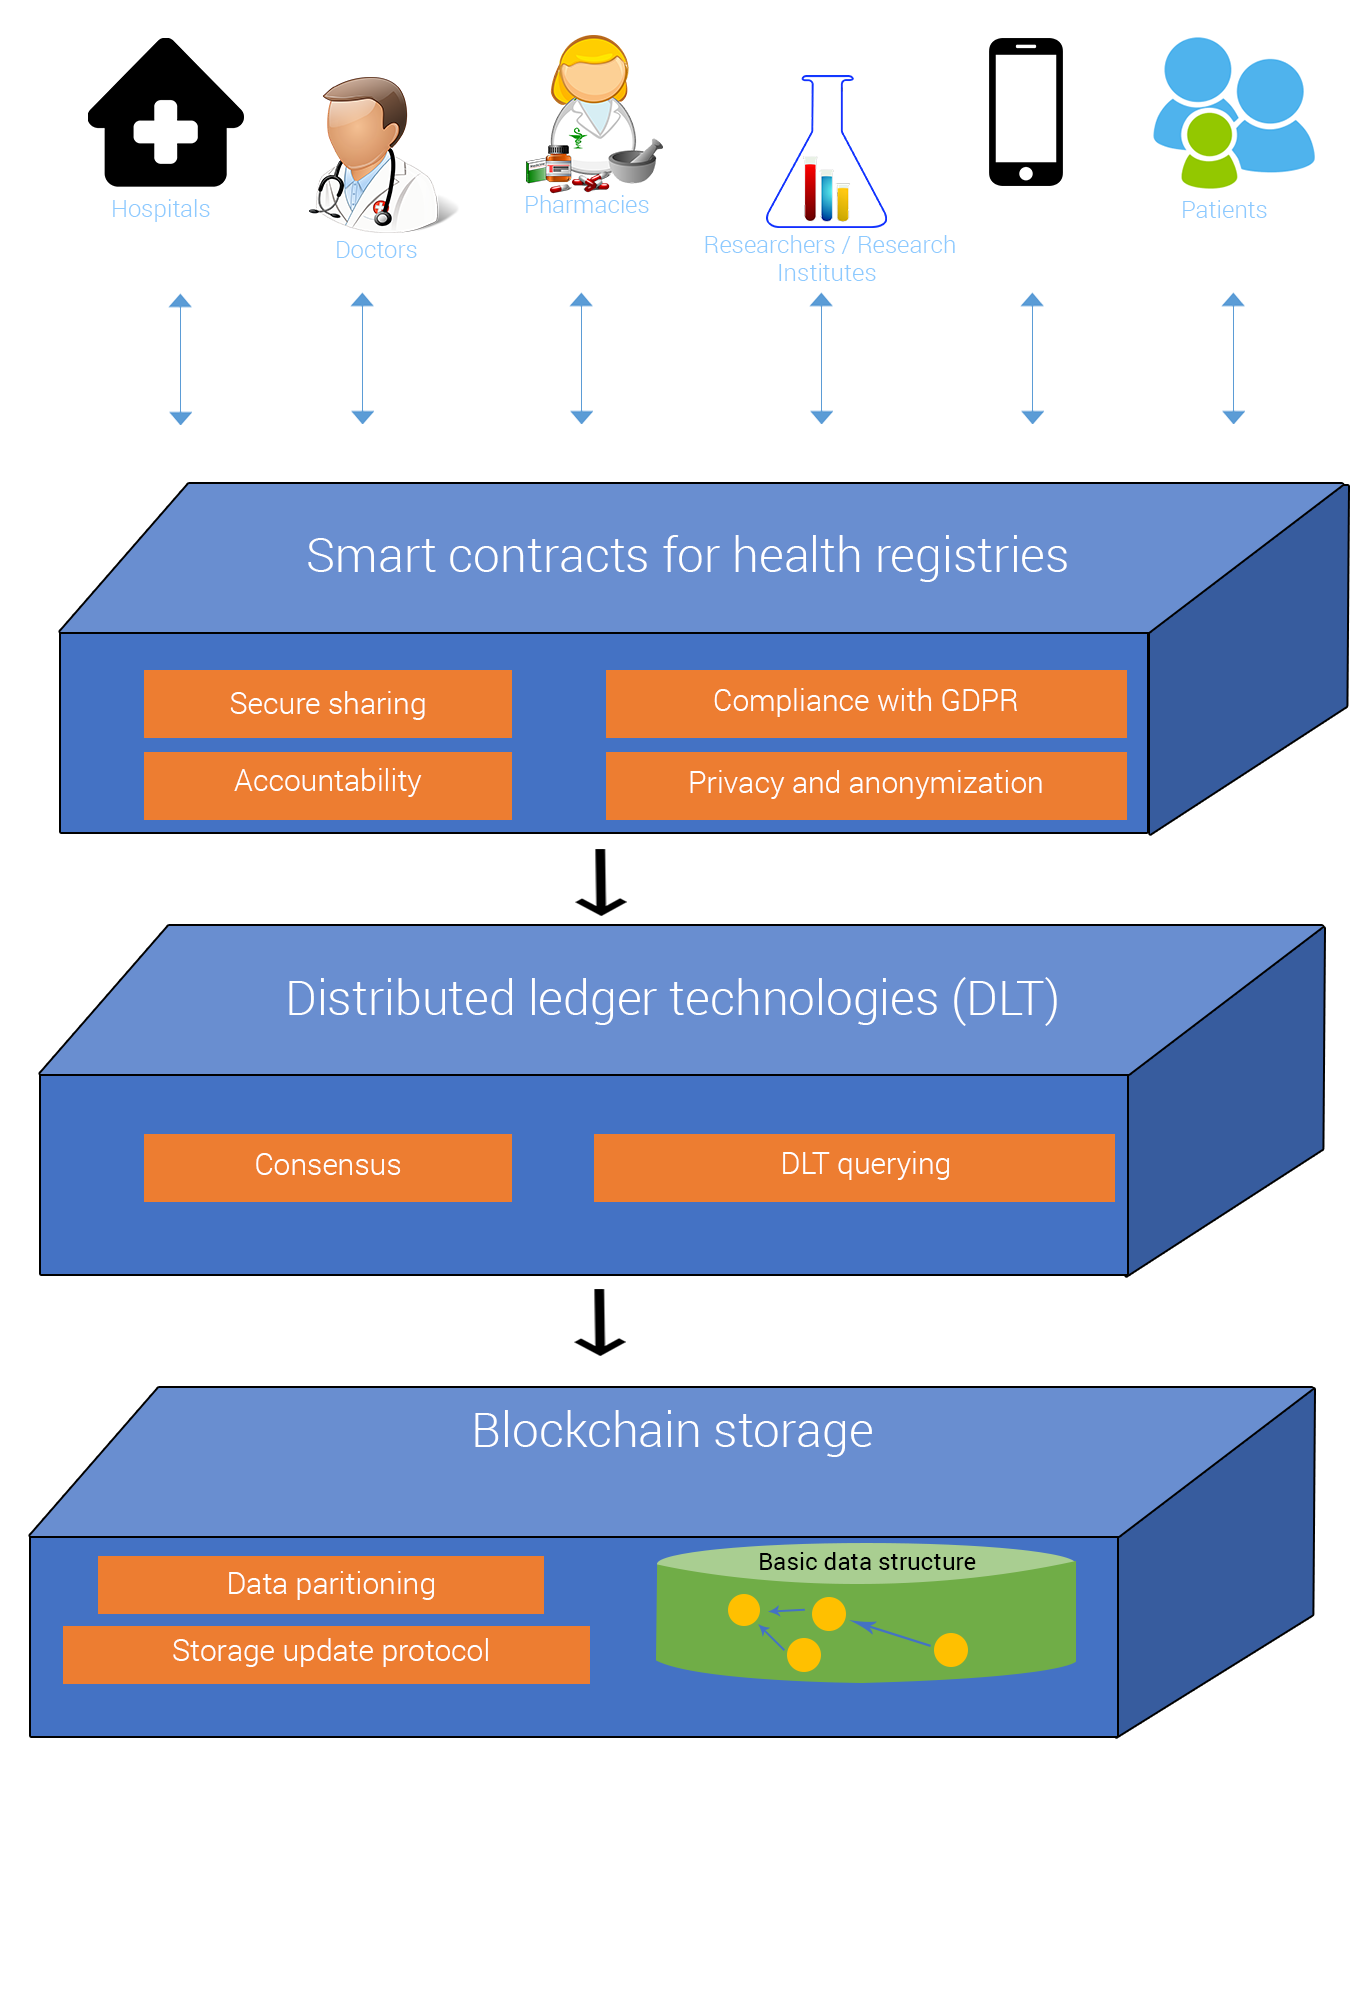 Hospitals
Doctors
Pharmacies
Researchers / Research
Institutes
Patients
Smart contracts for health registries
Secure sharing
Compliance with GDPR
Accountability
Privacy and anonymization
Distributed ledger technologies (DLT)
Consensus
DLT querying
Blockchain storage
Data paritioning
Storage update protocol
Basic data structure